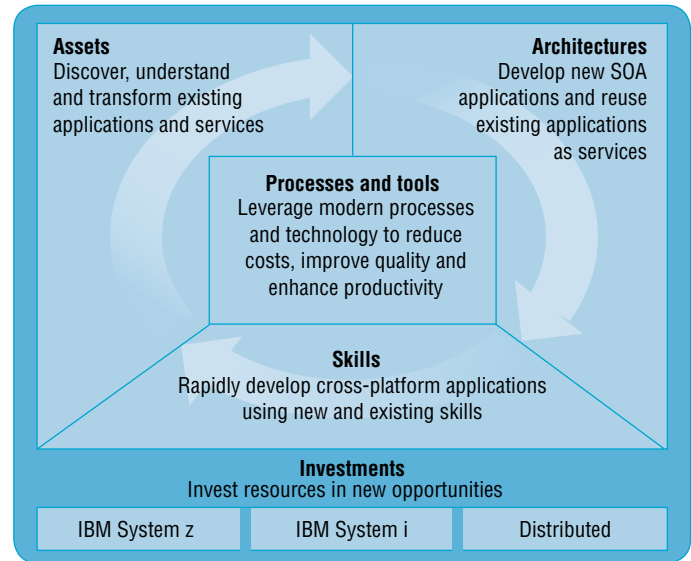 Assets
Discover, understand
and transform existing
applications and services
Architectures
Develop new SOA
applications and reuse
existing applications
as services
Processes and tools
Leverage modern processes
and technology to reduce
costs, improve quality and
enhance productivity
Skills
Rapidly develop cross-platform applications
using new and existing skills
Investments
Invest resources in new opportunities
IBM System z
IBM System i
Distributed